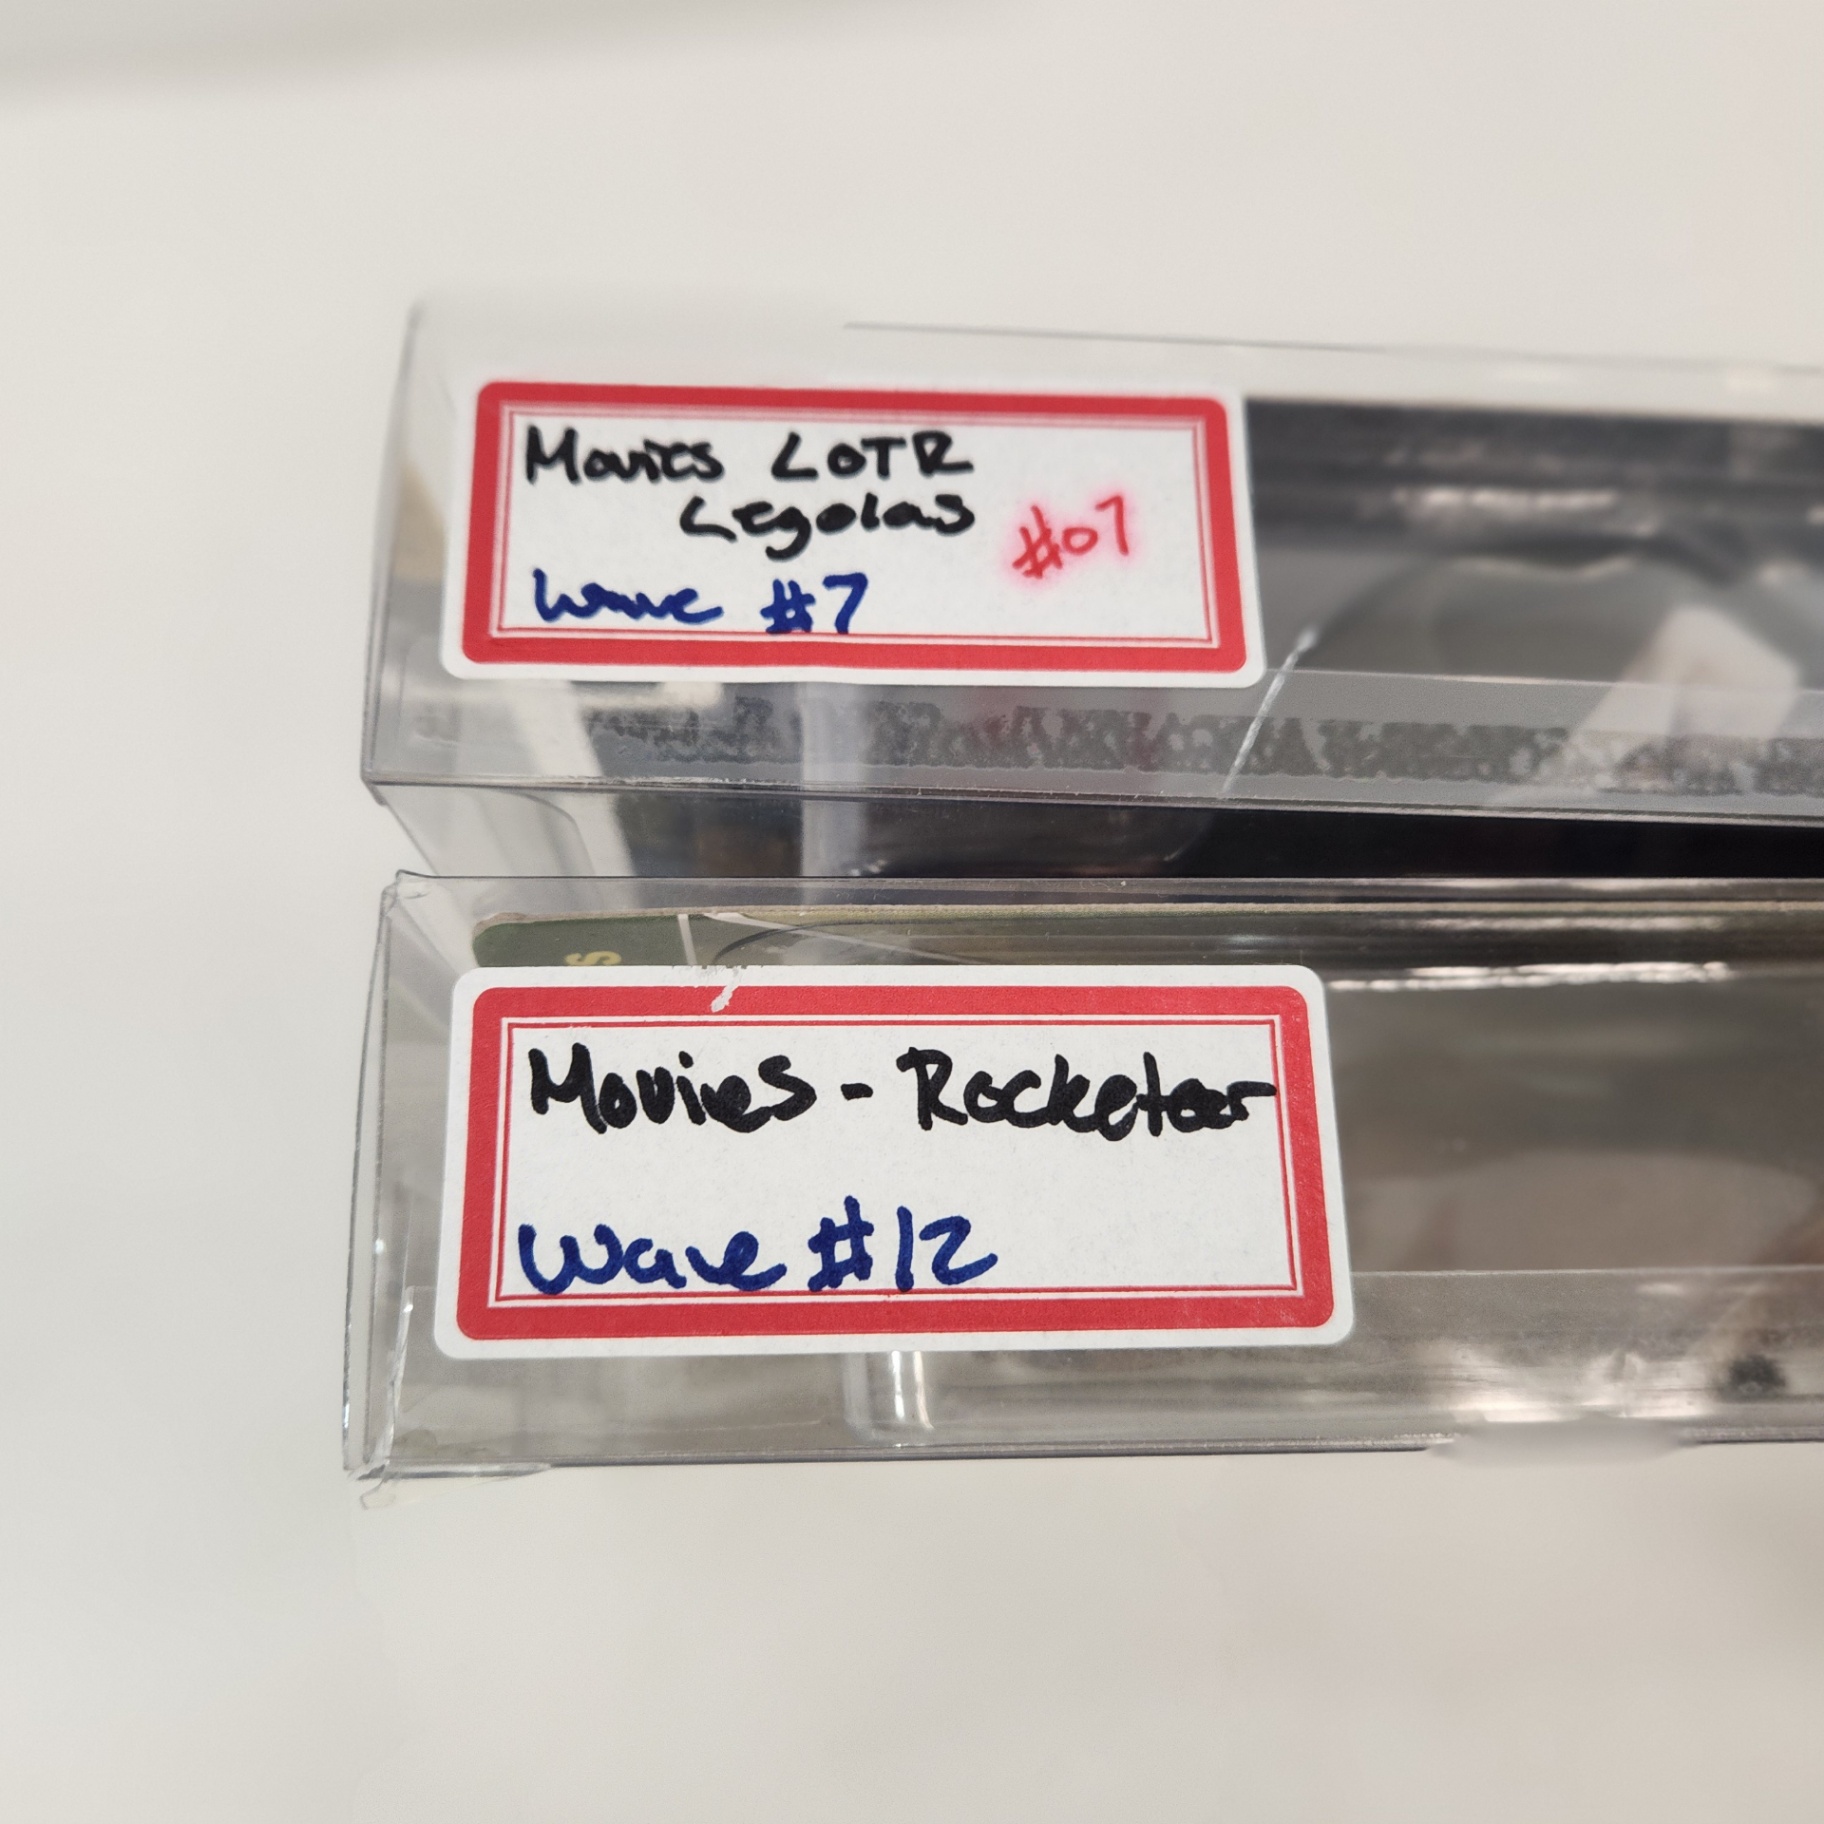 Movies LOTR
Legolas
#07
Wave #7
S
Movies - Rocketeer
Wave #12